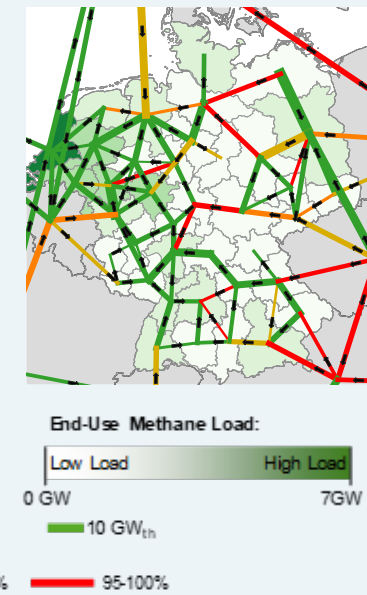 End-Use Methane Load:
Low Load High Load
0 GW 7GW
10 GWth
% 95-100%